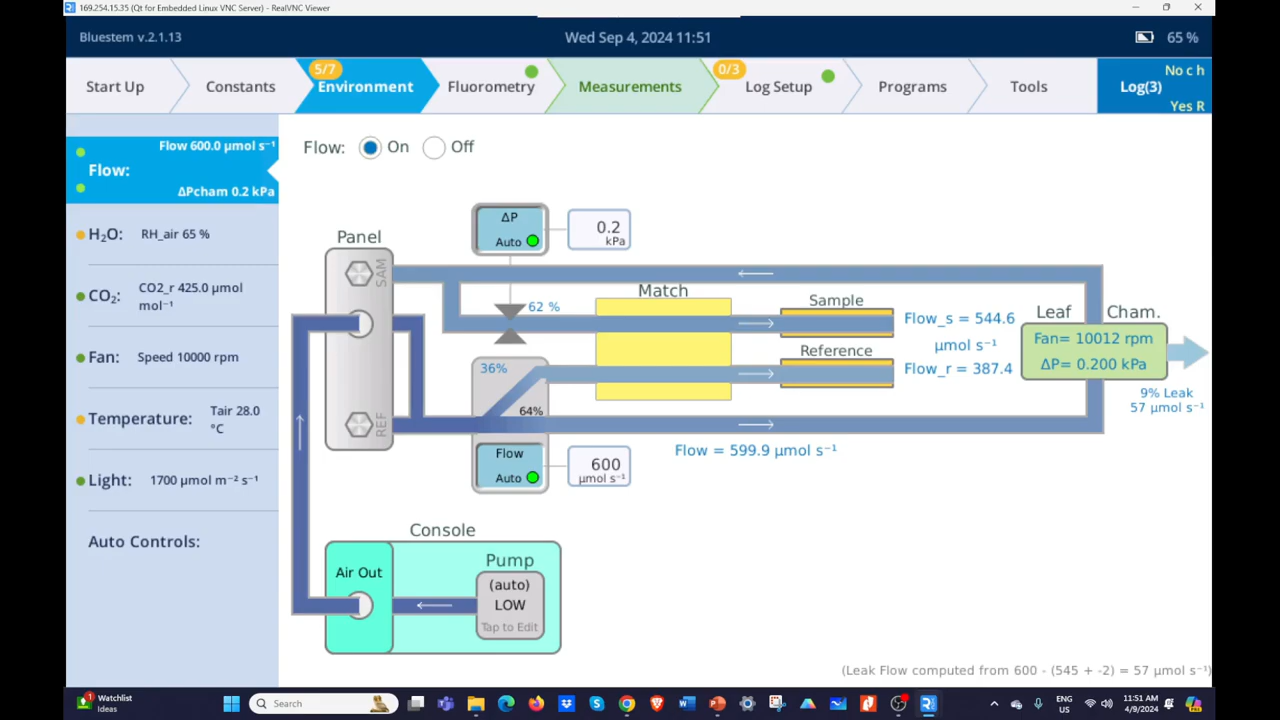 169.254.15.35 (Qt for Embedded Linux VNC Server) - RealVNC Viewer
Bluestem v.2.1.13
Wed Sep 4, 2024 11:51
65 %
Start Up
Constants
5/7
Environment
Fluorometry
Measurements
0/3
Log Setup
Programs
Tools
Log(3)
No c h
Yes R
Flow 600.0 µmol s⁻¹
Flow:
ΔPcham 0.2 kPa
H₂O: RH_air 65 %
CO₂: CO2_r 425.0 µmol
mol⁻¹
Fan: Speed 10000 rpm
Temperature: Tair 28.0
°C
Light: 1700 µmol m⁻² s⁻¹
Auto Controls:
Flow: On Off
ΔP
Auto
0.2
kPa
Panel
SAM
REF
62 %
Match
Sample
Flow_s = 544.6
µmol s⁻¹
Reference
Flow_r = 387.4
Leaf Cham.
Fan= 10012 rpm
ΔP= 0.200 kPa
9% Leak
57 µmol s⁻¹
36%
64%
Flow
Auto
600
µmol s⁻¹
Flow = 599.9 µmol s⁻¹
Console
Air Out
Pump
(auto)
LOW
Tap to Edit
(Leak Flow computed from 600 - (545 + -2) = 57 µmol s⁻¹)
1
Watchlist
Ideas
Search
ENG
US
11:51 AM
4/9/2024